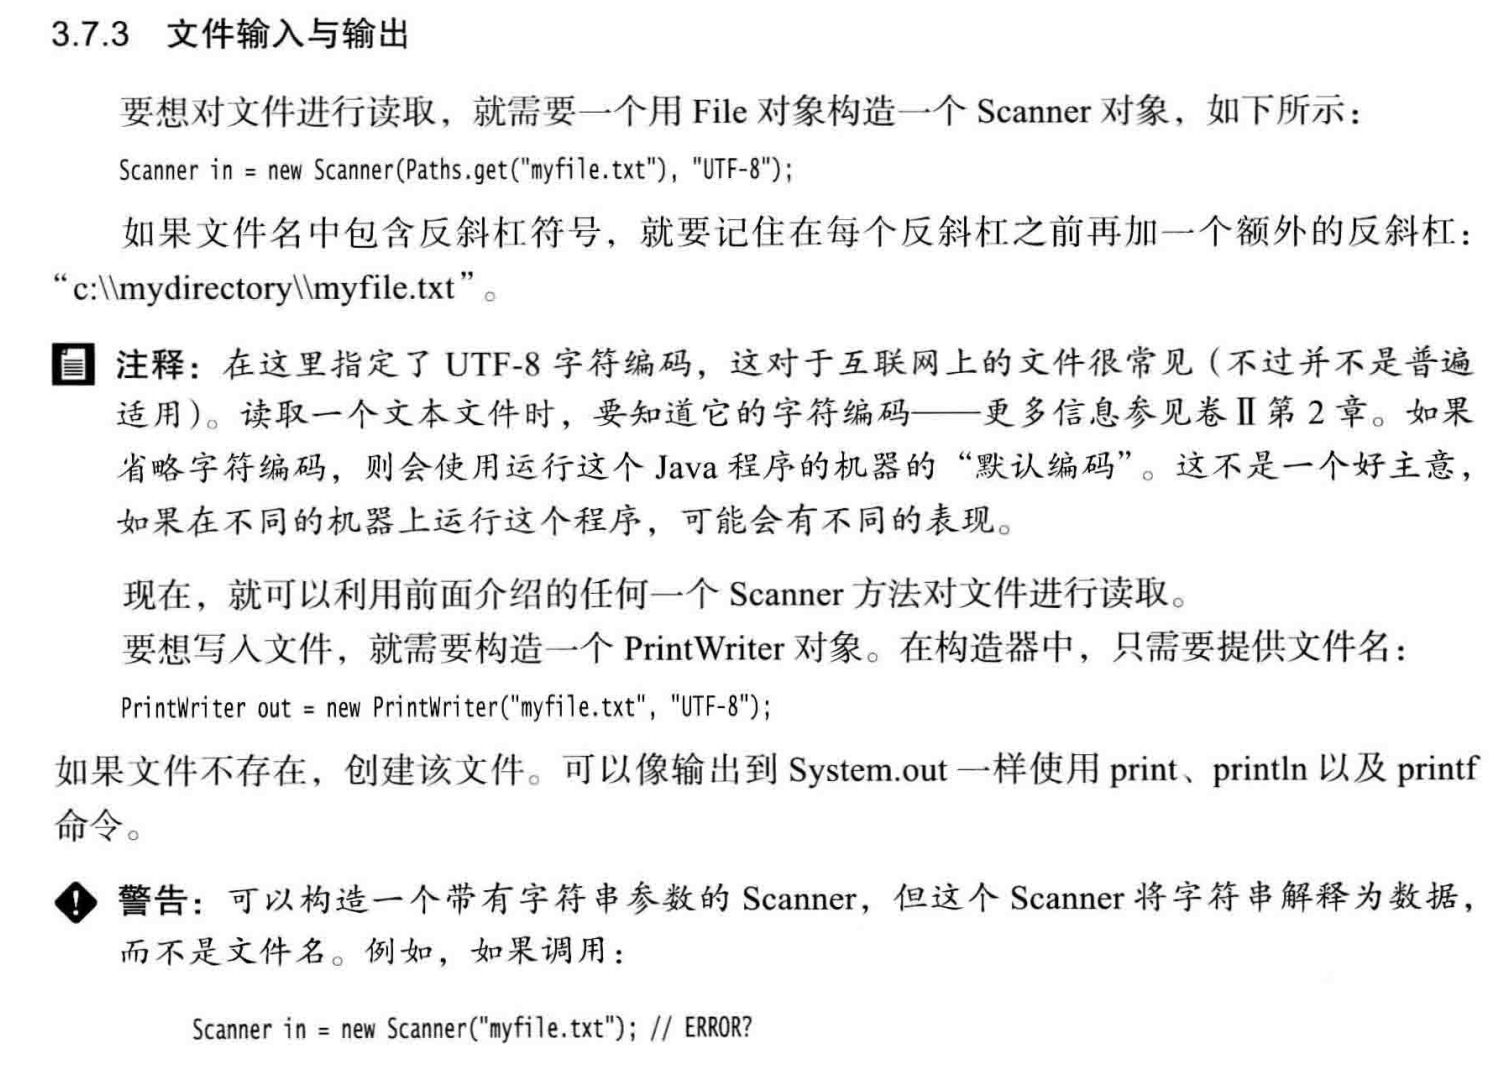 3.7.3 文件输入与输出
要想对文件进行读取，就需要一个用 File 对象构造一个 Scanner 对象，如下所示：
Scanner in = new Scanner(Paths.get("myfile.txt"), "UTF-8");
如果文件名中包含反斜杠符号，就要记住在每个反斜杠之前再加一个额外的反斜杠：
“c:\\mydirectory\\myfile.txt”。
注释：在这里指定了 UTF-8 字符编码，这对于互联网上的文件很常见（不过并不是普遍
适用）。读取一个文本文件时，要知道它的字符编码——更多信息参见卷Ⅱ第 2 章。如果
省略字符编码，则会使用运行这个 Java 程序的机器的“默认编码”。这不是一个好主意，
如果在不同的机器上运行这个程序，可能会有不同的表现。
现在，就可以利用前面介绍的任何一个 Scanner 方法对文件进行读取。
要想写入文件，就需要构造一个 PrintWriter 对象。在构造器中，只需要提供文件名：
PrintWriter out = new PrintWriter("myfile.txt", "UTF-8");
如果文件不存在，创建该文件。可以像输出到 System.out 一样使用 print、println 以及 printf
命令。
警告：可以构造一个带有字符串参数的 Scanner，但这个 Scanner 将字符串解释为数据，
而不是文件名。例如，如果调用：
Scanner in = new Scanner("myfile.txt"); // ERROR?